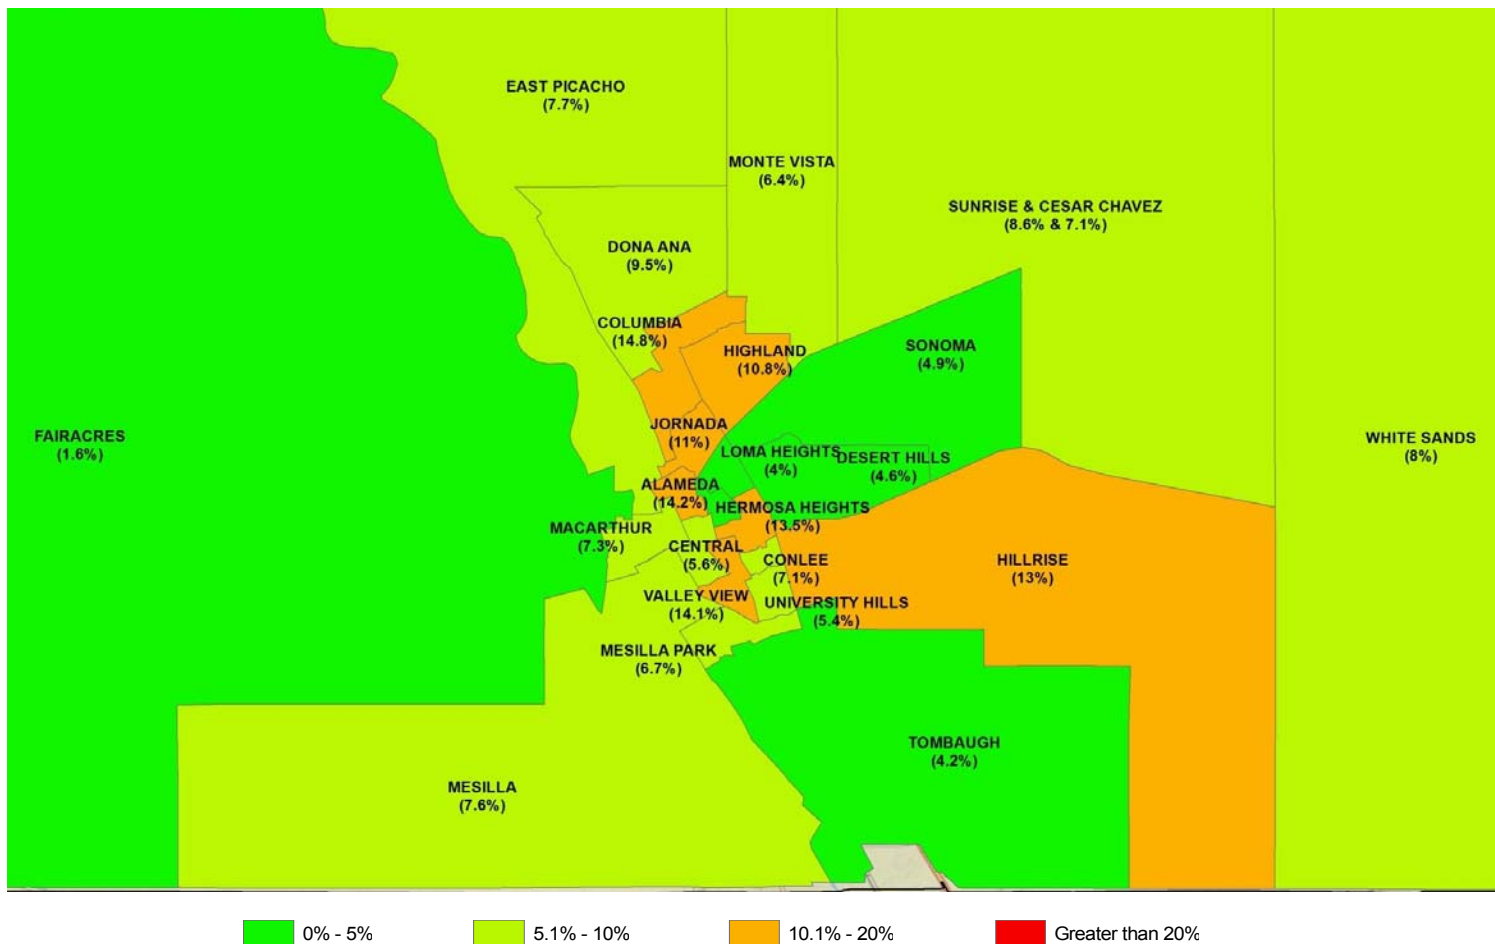 EAST PICACHO
(7.7%)
MONTE VISTA
(6.4%)
SUNRISE & CESAR CHAVEZ
(8.6% & 7.1%)
DONA ANA
(9.5%)
COLUMBIA
(14.8%)
HIGHLAND
(10.8%)
SONOMA
(4.9%)
FAIRACRES
(1.6%)
JORNADA
(11%)
LOMA HEIGHTS
(4%)
DESERT HILLS
(4.6%)
WHITE SANDS
(8%)
ALAMEDA
(14.2%)
HERMOSA HEIGHTS
(13.5%)
MACARTHUR
(7.3%)
CENTRAL
(5.6%)
CONLEE
(7.1%)
HILLRISE
(13%)
VALLEY VIEW
(14.1%)
UNIVERSITY HILLS
(5.4%)
MESILLA PARK
(6.7%)
TOMBAUGH
(4.2%)
MESILLA
(7.6%)
0% - 5%
5.1% - 10%
10.1% - 20%
Greater than 20%